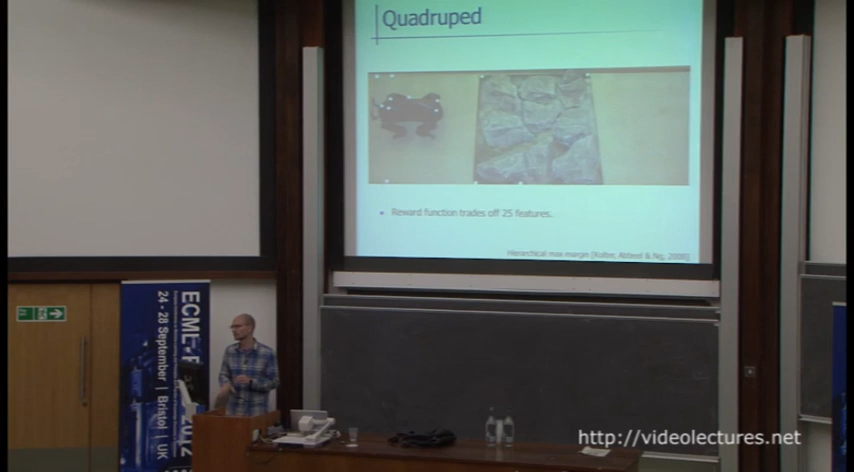 Quadruped
• Reward function trades off 25 features.
Hierarchical max margin [Kolter, Abbeel & Ng, 2008]
ECML-P
2012
24 - 28 September | Bristol | UK
http://videolectures.net